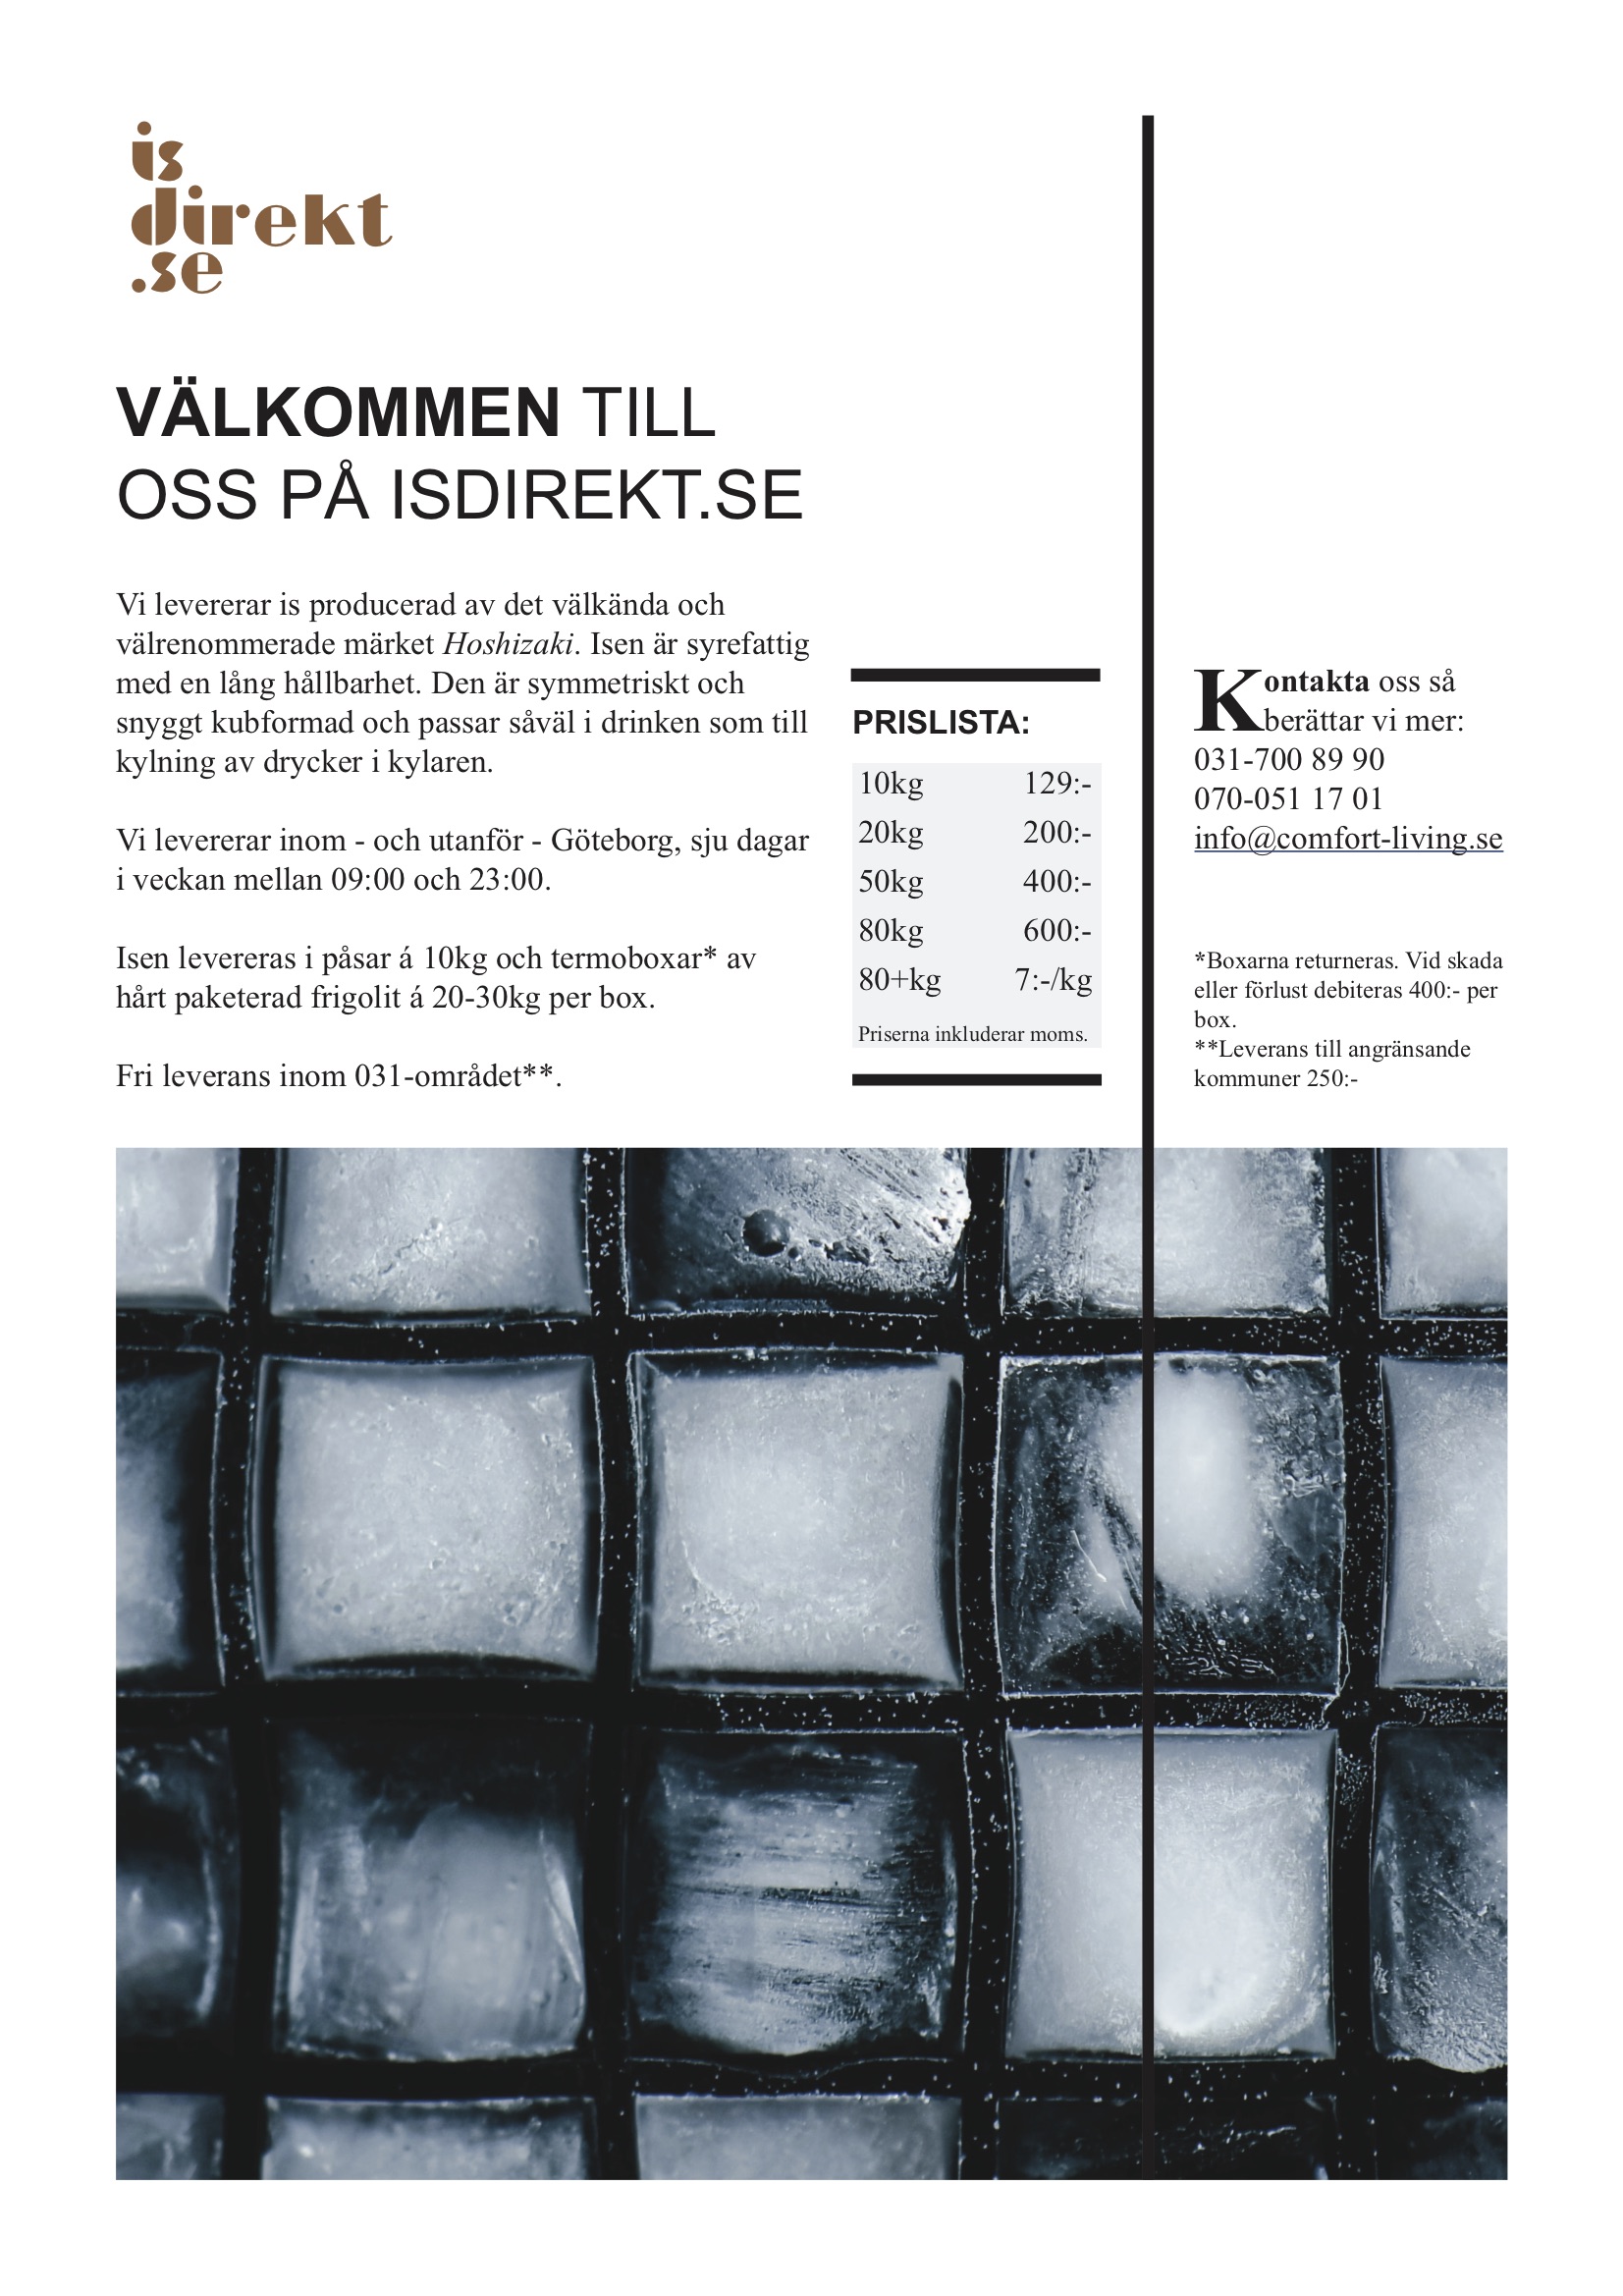 is
direkt
.se
VÄLKOMMEN TILL
OSS PÅ ISDIREKT.SE
Vi levererar is producerad av det välkända och
välrenommerade märket Hoshizaki. Isen är syrefattig
med en lång hållbarhet. Den är symmetriskt och
snyggt kubformad och passar såväl i drinken som till
kylning av drycker i kylaren.
Vi levererar inom - och utanför - Göteborg, sju dagar
i veckan mellan 09:00 och 23:00.
Isen levereras i påsar á 10kg och termoboxar* av
hårt paketerad frigolit á 20-30kg per box.
Fri leverans inom 031-området**.
PRISLISTA:
10kg 129:-
20kg 200:-
50kg 400:-
80kg 600:-
80+kg 7:-/kg
Priserna inkluderar moms.
Kontakta oss så
berättar vi mer:
031-700 89 90
070-051 17 01
info@comfort-living.se
*Boxarna returneras. Vid skada
eller förlust debiteras 400:- per
box.
**Leverans till angränsande
kommuner 250:-